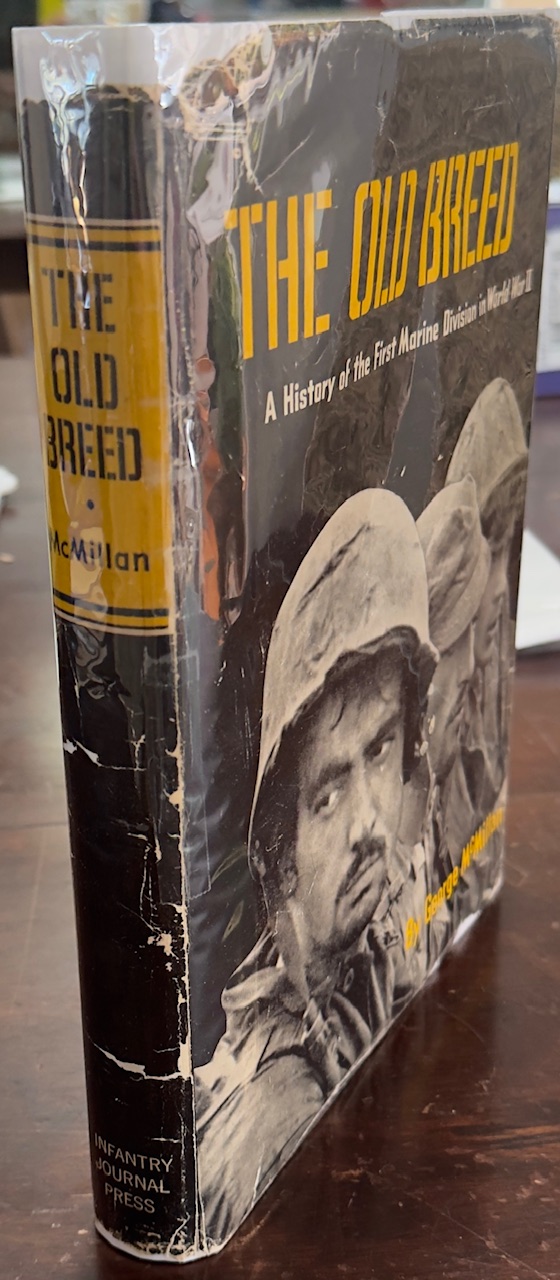 THE
OLD
BREED
•
McMillan
INFANTRY
JOURNAL
PRESS
THE OLD BREED
A History of the First Marine Division in World War II
By George McMillan